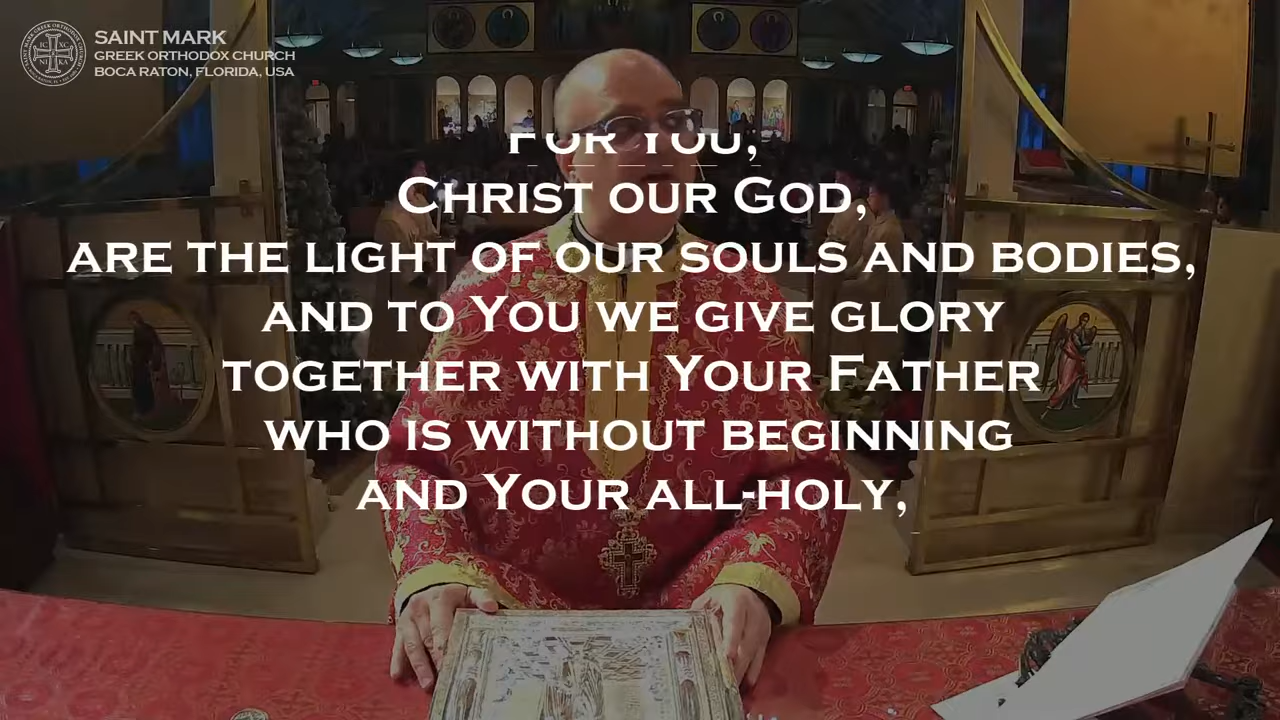 SAINT MARK
GREEK ORTHODOX CHURCH
BOCA RATON, FLORIDA, USA
FOR YOU,
CHRIST OUR GOD,
ARE THE LIGHT OF OUR SOULS AND BODIES,
AND TO YOU WE GIVE GLORY
TOGETHER WITH YOUR FATHER
WHO IS WITHOUT BEGINNING
AND YOUR ALL-HOLY,